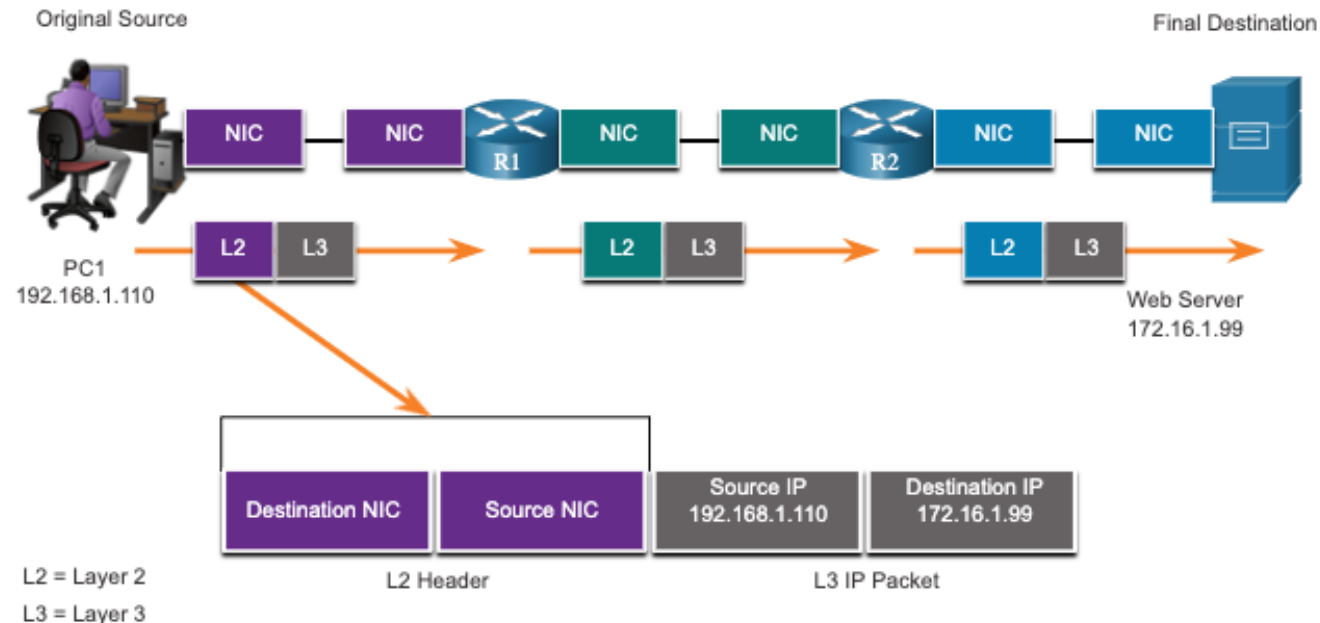 Original Source
Final Destination
NIC NIC R1 NIC NIC R2 NIC NIC
L2 L3 L2 L3 L2 L3
PC1
192.168.1.110
Web Server
172.16.1.99
Destination NIC Source NIC Source IP Destination IP
192.168.1.110 172.16.1.99
L2 = Layer 2 L2 Header L3 IP Packet
L3 = Layer 3